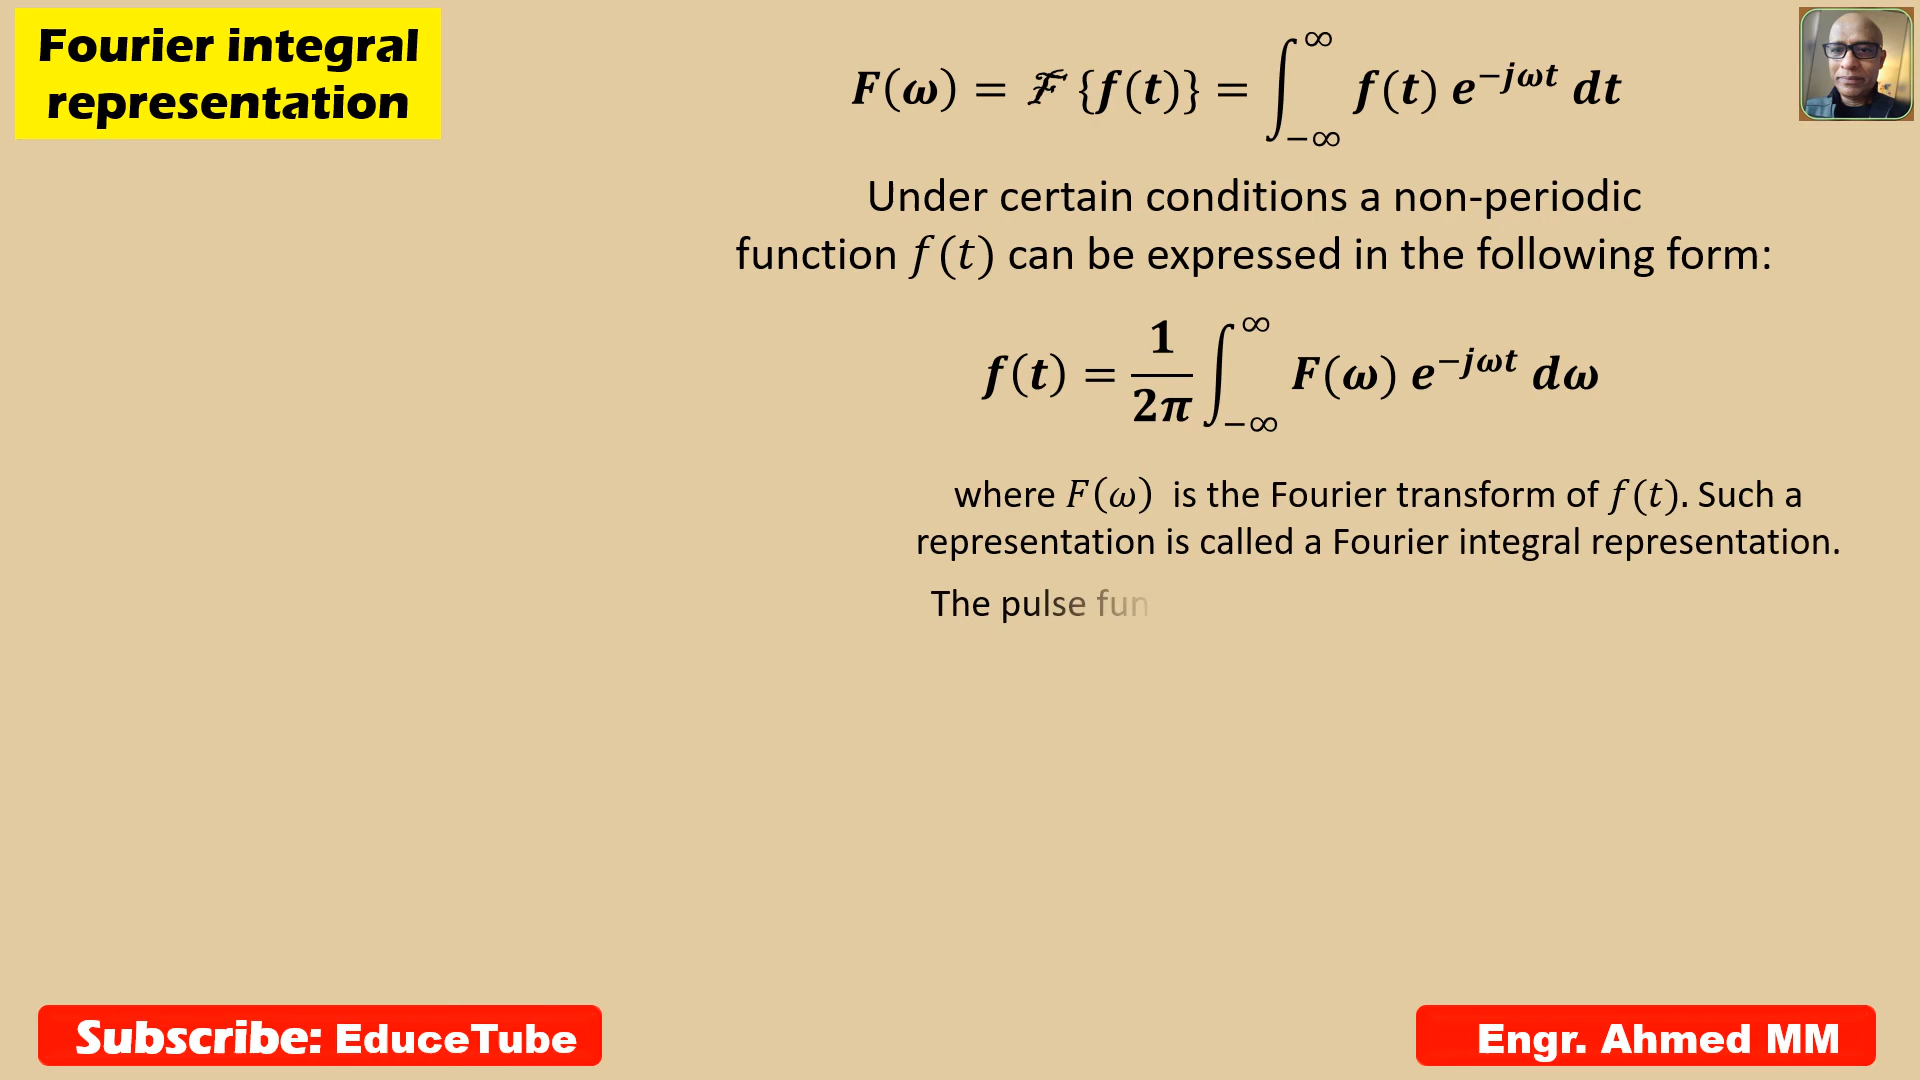 Fourier integral
representation
F(ω) = ℱ {f(t)} = ∫_{-∞}^{∞} f(t) e^{-jωt} dt
Under certain conditions a non-periodic
function f(t) can be expressed in the following form:
f(t) = \frac{1}{2π} ∫_{-∞}^{∞} F(ω) e^{-jωt} dω
where F(ω) is the Fourier transform of f(t). Such a
representation is called a Fourier integral representation.
The pulse fun
Subscribe: EduceTube
Engr. Ahmed MM